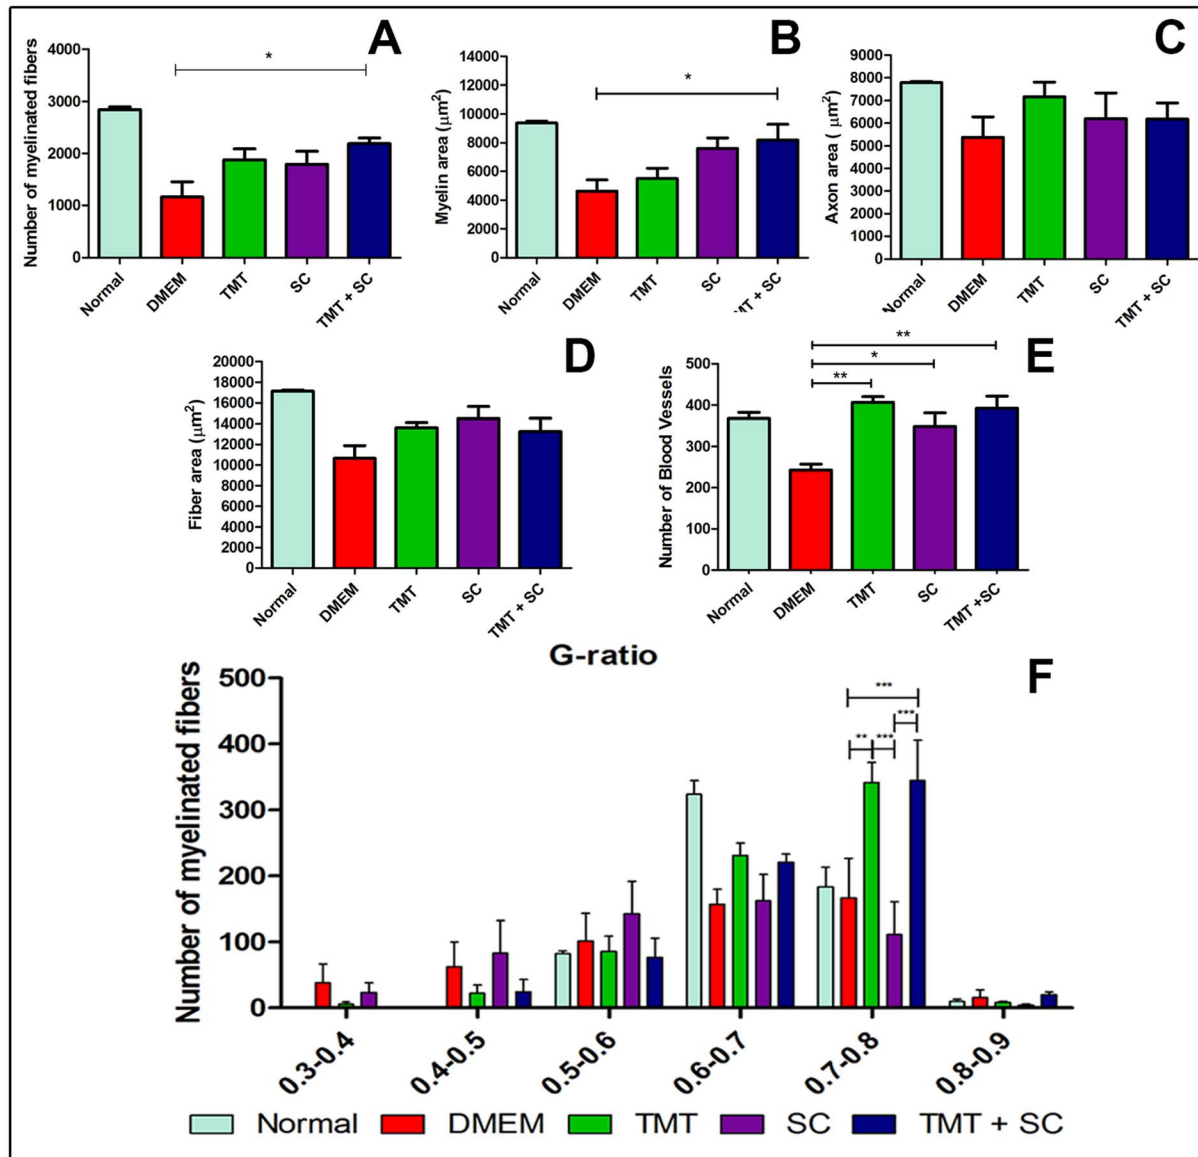 A
Number of myelinated fibers
4000
3000
2000
1000
0
*
Normal
DMEM
TMT
SC
TMT + SC
B
Myelin area (μm²)
14000
12000
10000
8000
6000
4000
2000
0
*
Normal
DMEM
TMT
SC
MT + SC
C
Axon area ( μm²)
9000
8000
7000
6000
5000
4000
3000
2000
1000
0
Normal
DMEM
TMT
SC
TMT + SC
D
Fiber area (μm²)
20000
18000
16000
14000
12000
10000
8000
6000
4000
2000
0
Normal
DMEM
TMT
SC
TMT + SC
E
Number of Blood Vessels
500
400
300
200
100
0
**
*
**
Normal
DMEM
TMT
SC
TMT +SC
G-ratio
F
Number of myelinated fibers
500
400
300
200
100
0
***
***
** ***
0.3-0.4
0.4-0.5
0.5-0.6
0.6-0.7
0.7-0.8
0.8-0.9
Normal DMEM TMT SC TMT + SC